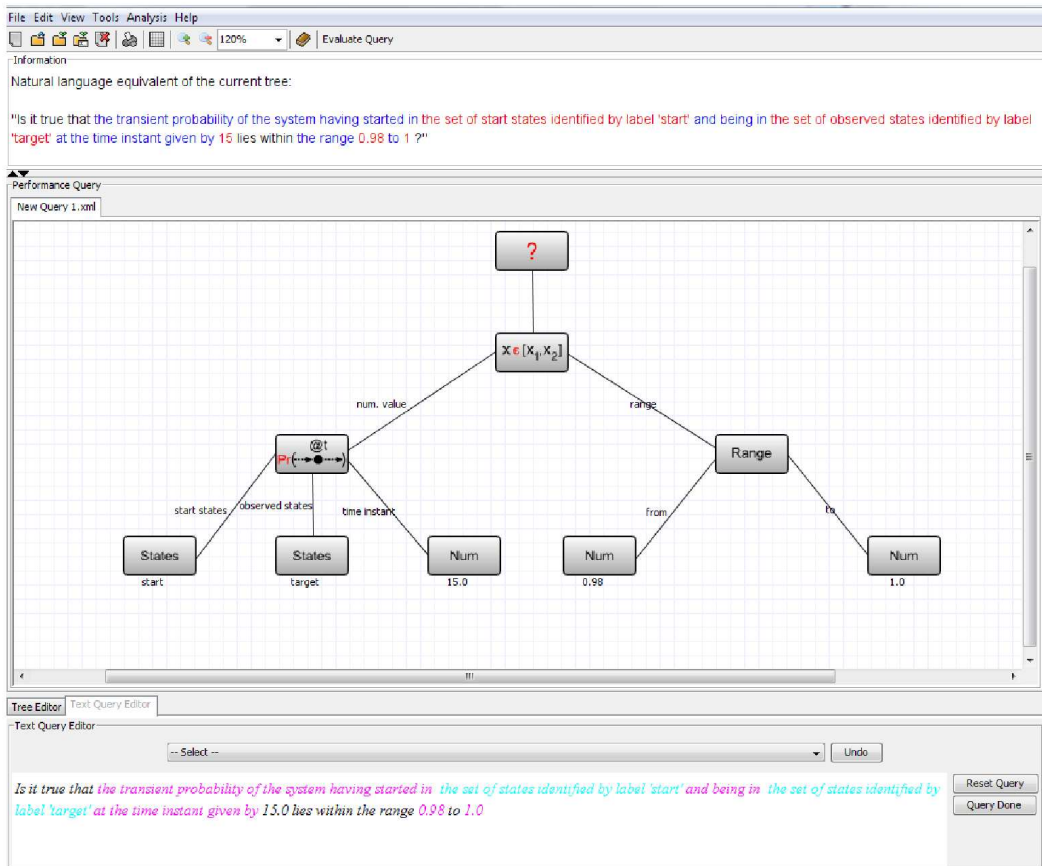 File Edit View Tools Analysis Help
120% Evaluate Query
Information
Natural language equivalent of the current tree:
"Is it true that the transient probability of the system having started in the set of start states identified by label 'start' and being in the set of observed states identified by label
'target' at the time instant given by 15 lies within the range 0.98 to 1 ?"
Performance Query
New Query 1.xml
?
X ε [X1,X2]
num. value range
@t
Pr( ) Range
start states observed states time instant from to
States States Num Num Num
start target 15.0 0.98 1.0
Tree Editor Text Query Editor
Text Query Editor
-- Select -- Undo
Is it true that the transient probability of the system having started in the set of states identified by label 'start' and being in the set of states identified by Reset Query
label 'target' at the time instant given by 15.0 lies within the range 0.98 to 1.0 Query Done